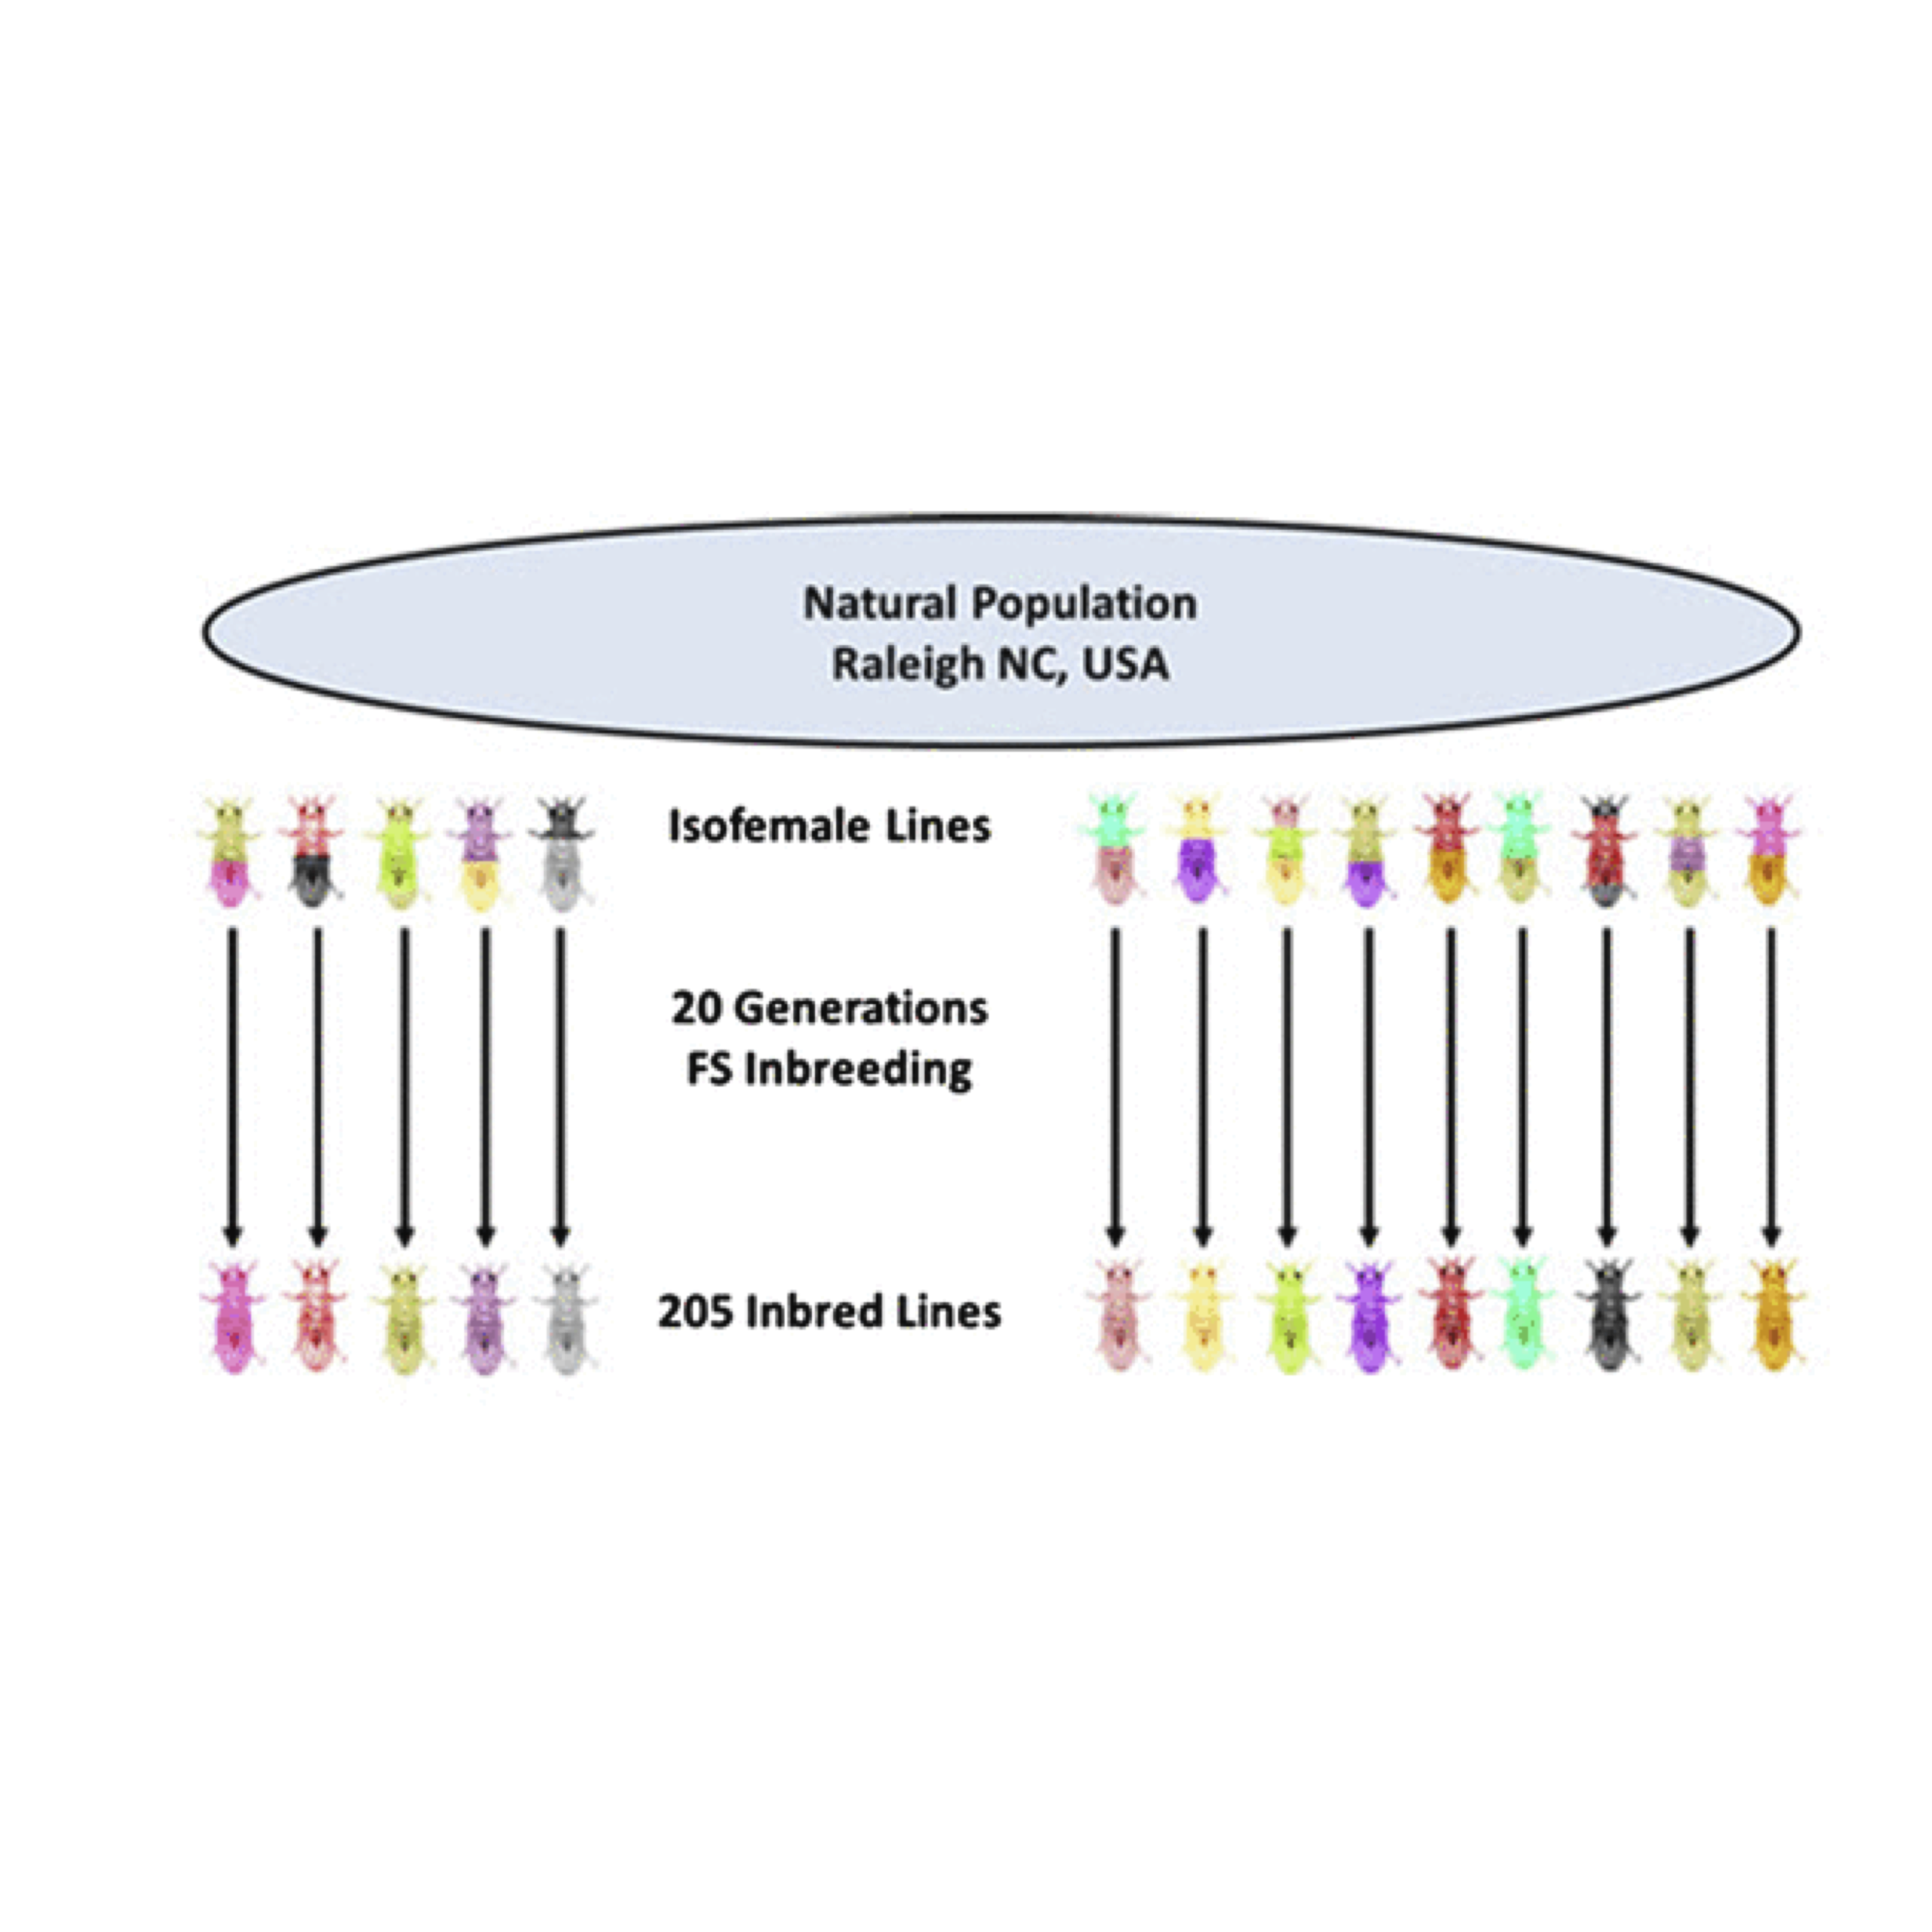 Natural Population
Raleigh NC, USA
Isofemale Lines
20 Generations
FS Inbreeding
205 Inbred Lines